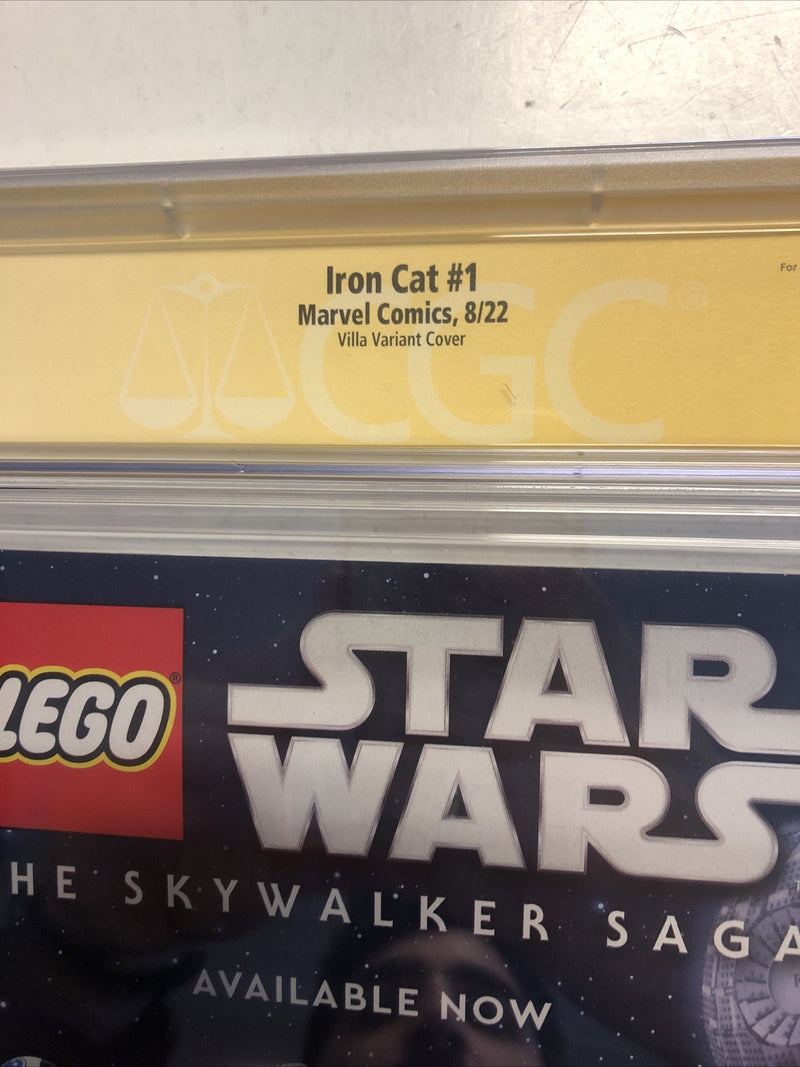 CGC®
Iron Cat #1
Marvel Comics, 8/22
Villa Variant Cover
For
LEGO®
STAR
WARS
HE SKYWALKER SAGA
AVAILABLE NOW